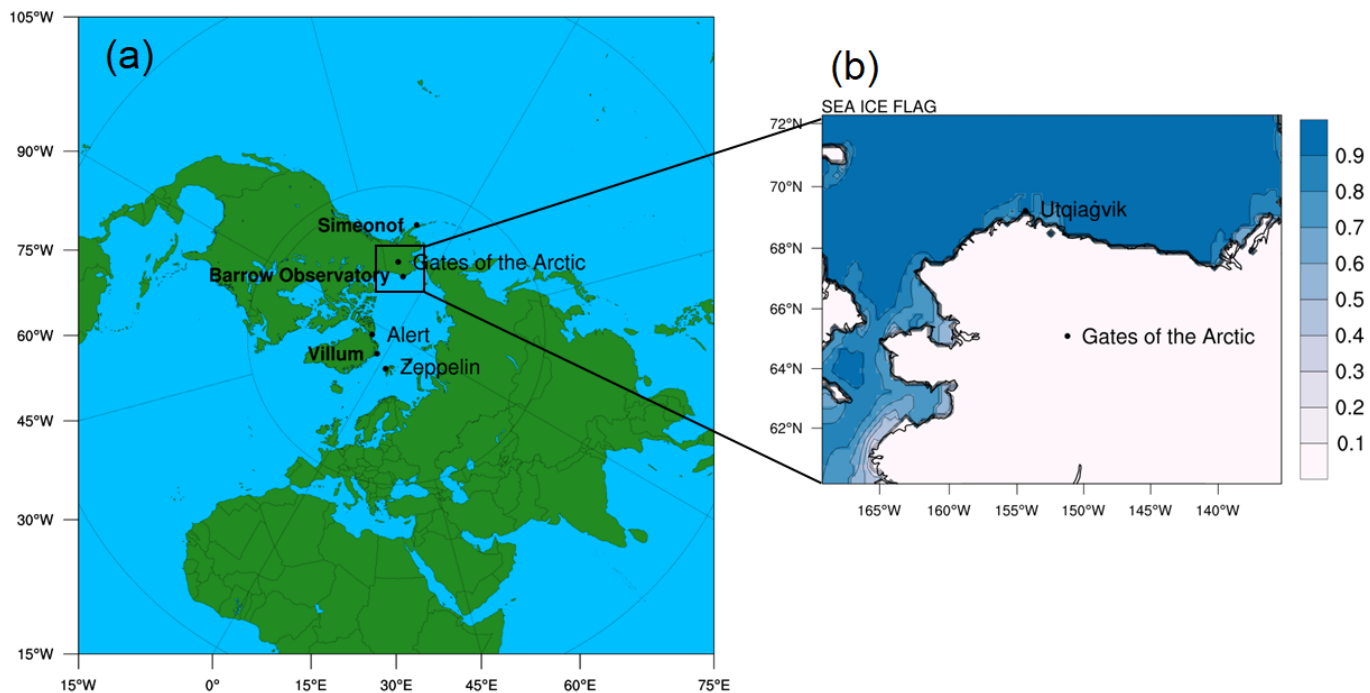 (a)
105°W
90°W
75°W
60°W
45°W
30°W
15°W
15°W
0°
15°E
30°E
45°E
60°E
75°E
Simeonof
Gates of the Arctic
Barrow Observatory
Alert
Villum
Zeppelin
(b)
SEA ICE FLAG
72°N
70°N
68°N
66°N
64°N
62°N
165°W
160°W
155°W
150°W
145°W
140°W
Utqiaġvik
Gates of the Arctic
0.9
0.8
0.7
0.6
0.5
0.4
0.3
0.2
0.1